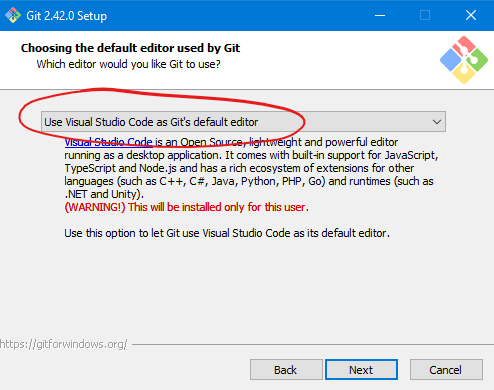 Git 2.42.0 Setup
Choosing the default editor used by Git
Which editor would you like Git to use?
Use Visual Studio Code as Git's default editor
Visual Studio Code is an Open Source, lightweight and powerful editor
running as a desktop application. It comes with built-in support for JavaScript,
TypeScript and Node.js and has a rich ecosystem of extensions for other
languages (such as C++, C#, Java, Python, PHP, Go) and runtimes (such as
.NET and Unity).
(WARNING!) This will be installed only for this user.
Use this option to let Git use Visual Studio Code as its default editor.
https://gitforwindows.org/
Back Next Cancel